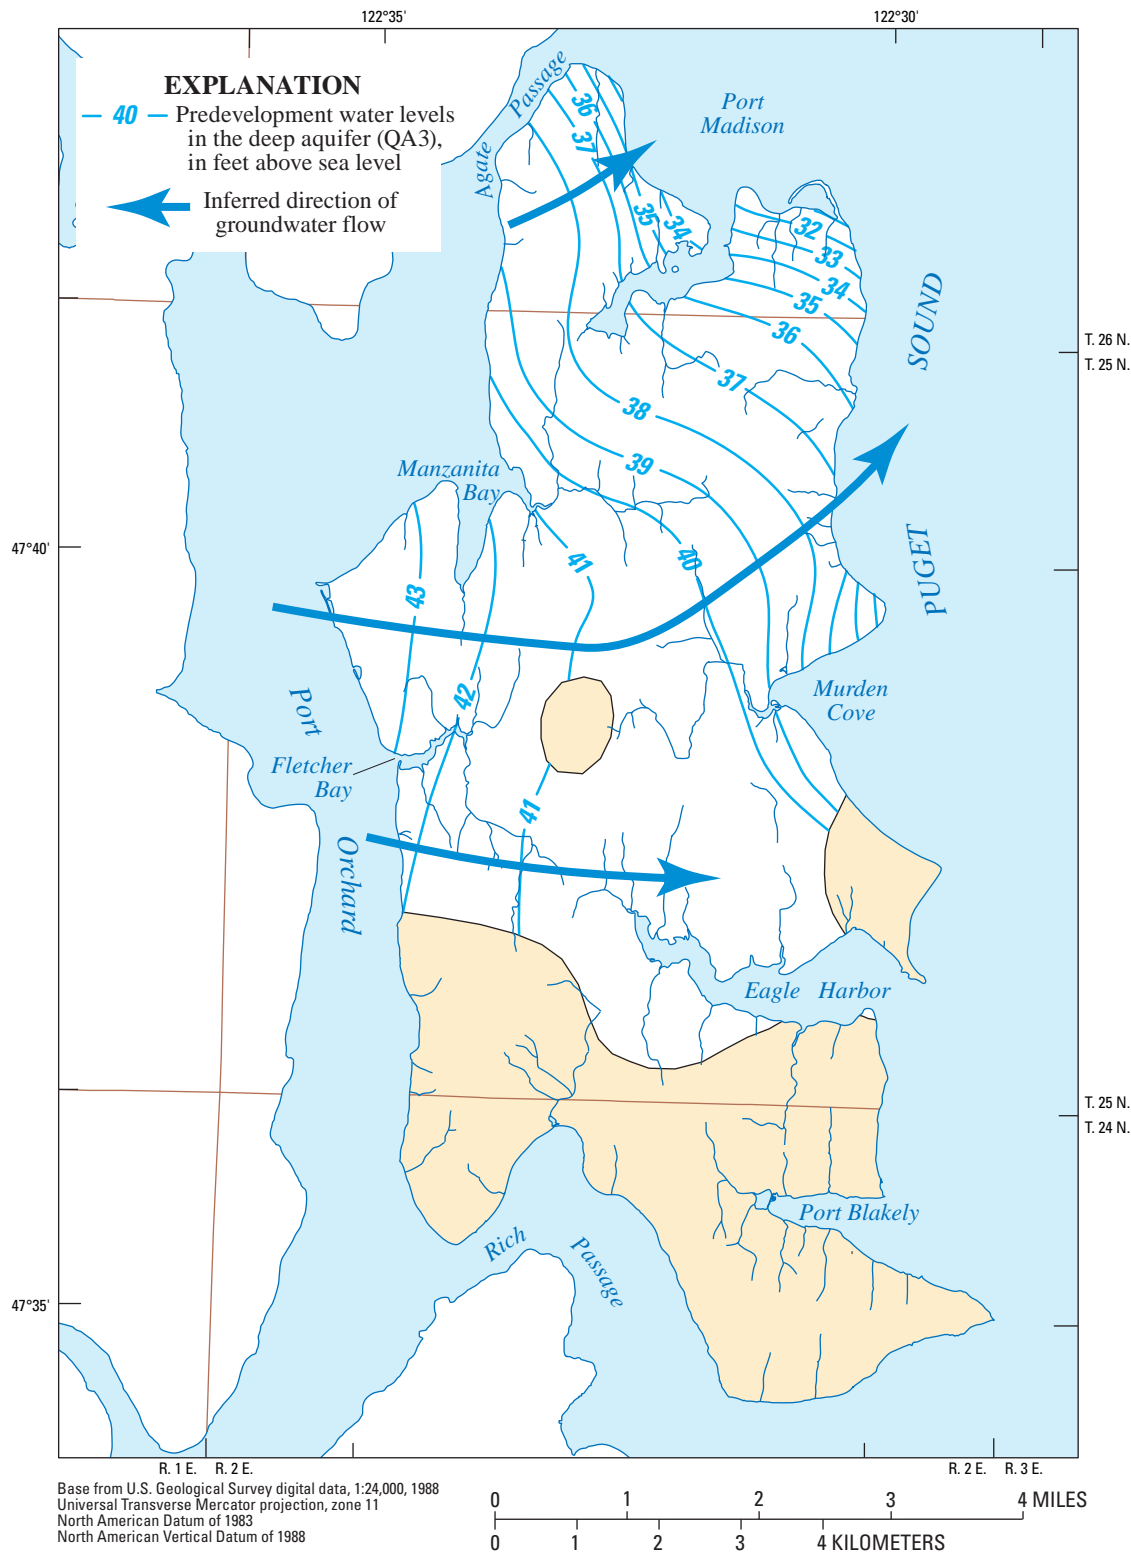 122°35'
122°30'
EXPLANATION
40
Predevelopment water levels
in the deep aquifer (QA3),
in feet above sea level
Inferred direction of
groundwater flow
Agate Passage
Port
Madison
36
37
35
34
32
33
34
35
36
37
38
39
40
41
43
42
41
PUGET SOUND
T. 26 N.
T. 25 N.
Manzanita
Bay
47°40'
Murden
Cove
Port Orchard
Fletcher
Bay
Eagle Harbor
T. 25 N.
T. 24 N.
Port Blakely
Rich Passage
47°35'
R. 1 E.
R. 2 E.
R. 2 E.
R. 3 E.
Base from U.S. Geological Survey digital data, 1:24,000, 1988
Universal Transverse Mercator projection, zone 11
North American Datum of 1983
North American Vertical Datum of 1988
0 1 2 3 4 MILES
0 1 2 3 4 KILOMETERS